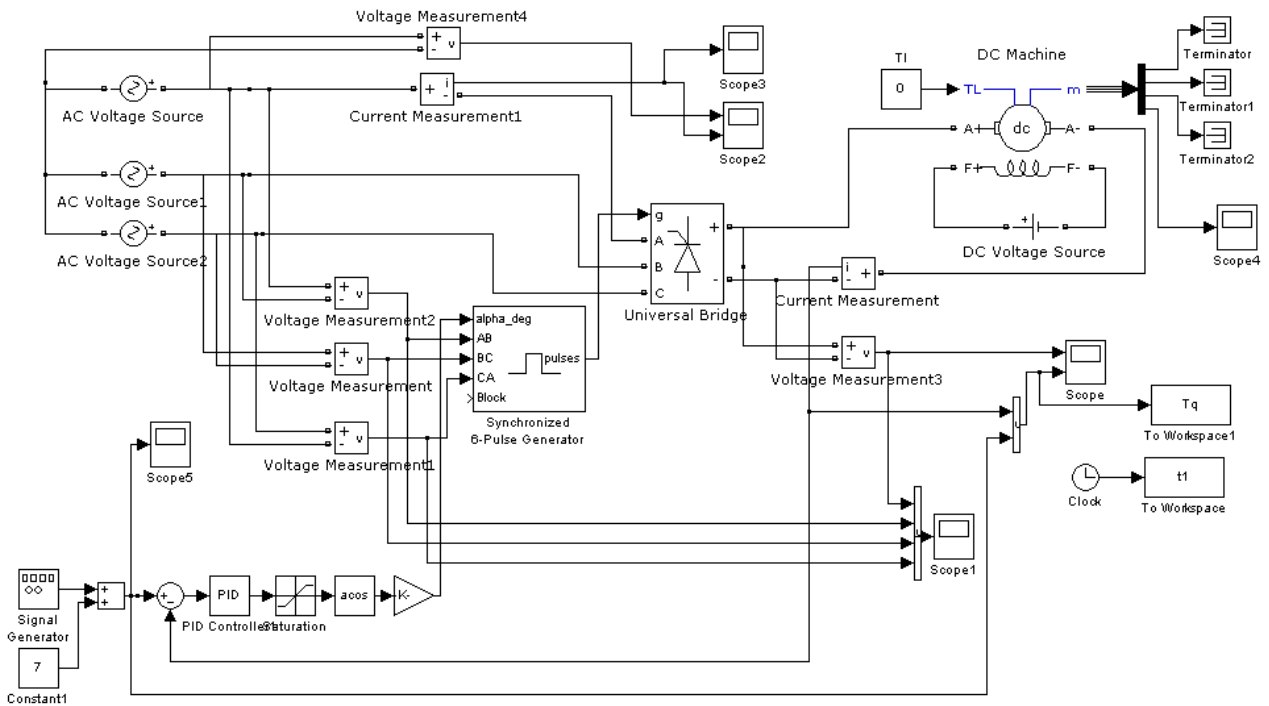 Voltage Measurement4
+
-
v
Scope3
AC Voltage Source
+
i
-
Current Measurement1
Scope2
Tl
0
DC Machine
TL
m
A+
dc
A-
F+
F-
DC Voltage Source
Terminator
Terminator1
Terminator2
Scope4
AC Voltage Source1
AC Voltage Source2
g
A
B
C
+
-
Universal Bridge
i
-
+
Current Measurement
+
-
v
Voltage Measurement2
+
-
v
Voltage Measurement
+
-
v
Voltage Measurement1
alpha_deg
AB
BC
CA
Block
pulses
Synchronized
6-Pulse Generator
+
-
v
Voltage Measurement3
Scope
Tq
To Workspace1
Clock
t1
To Workspace
Scope5
Scope1
Signal
Generator
+
+
7
Constant1
+
-
PID
PID Controller1
Saturation
acos
K-